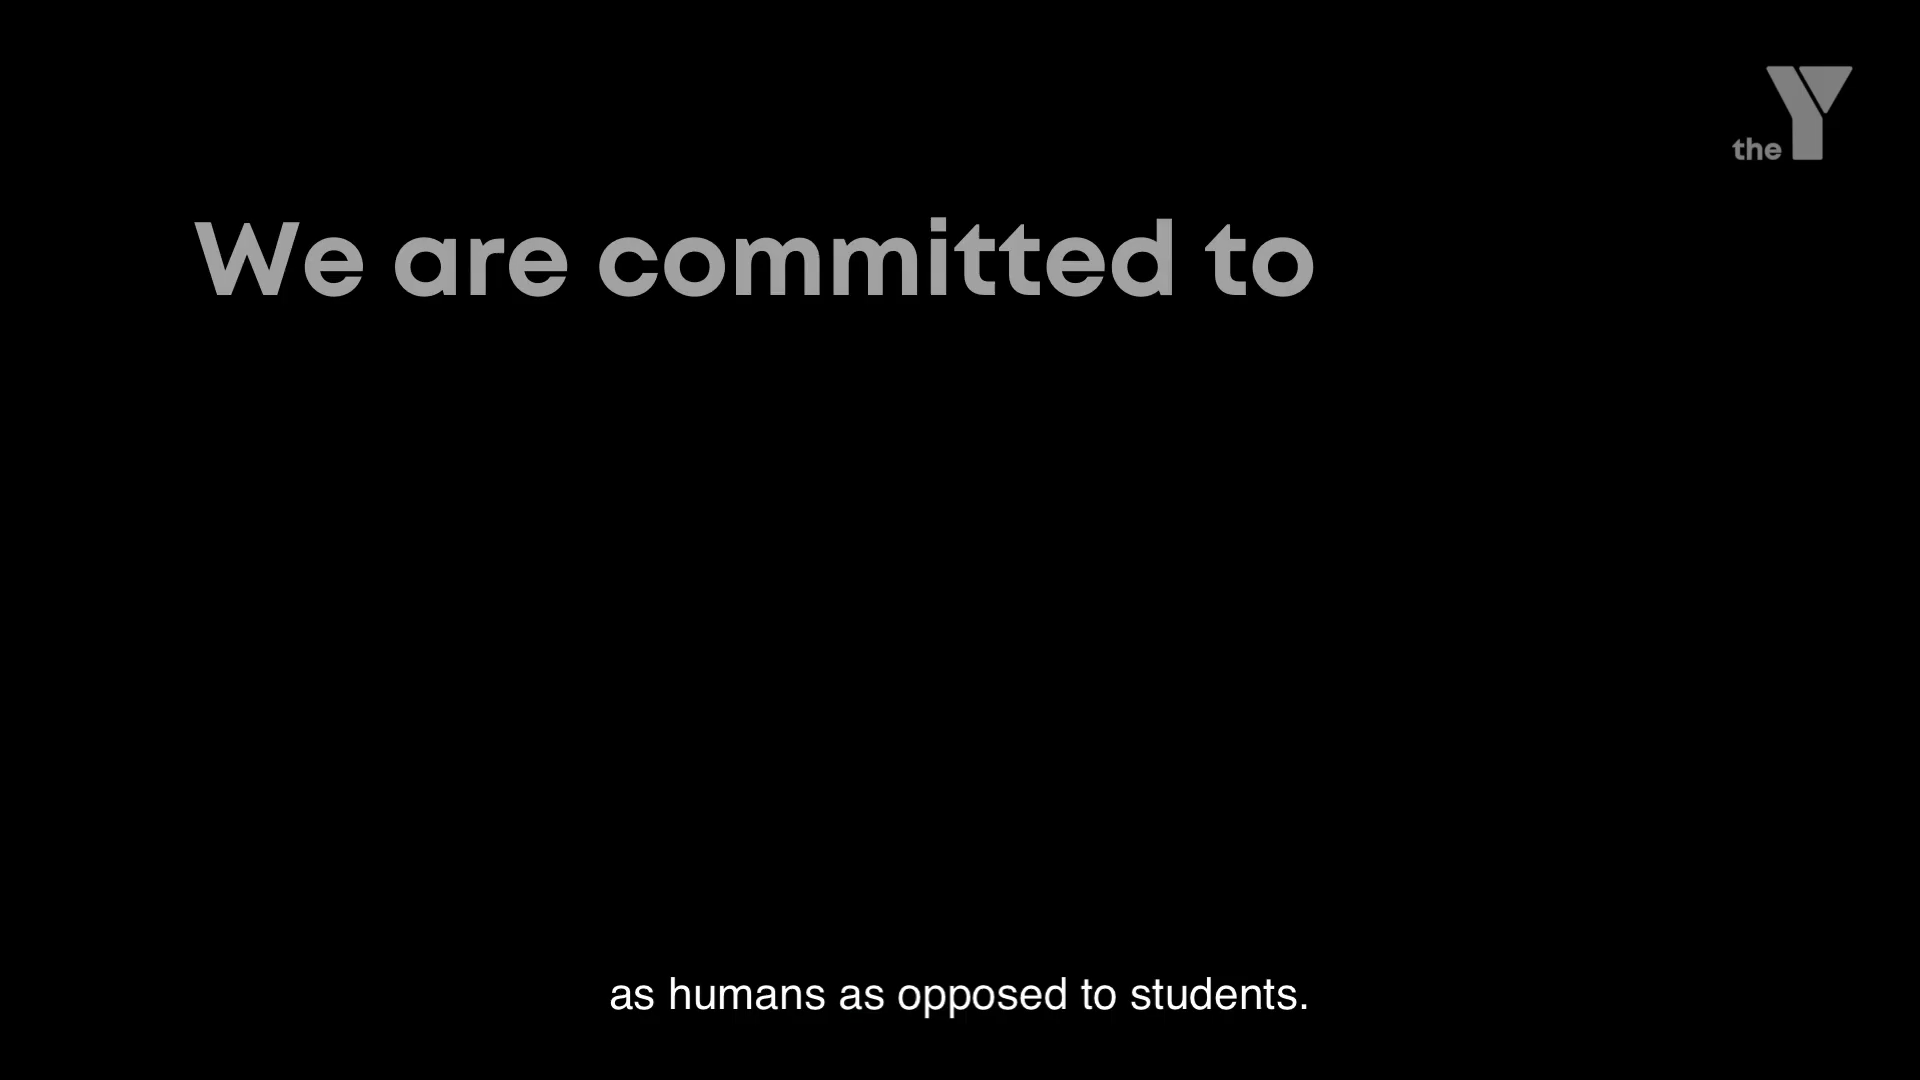 the Y
We are committed to
as humans as opposed to students.